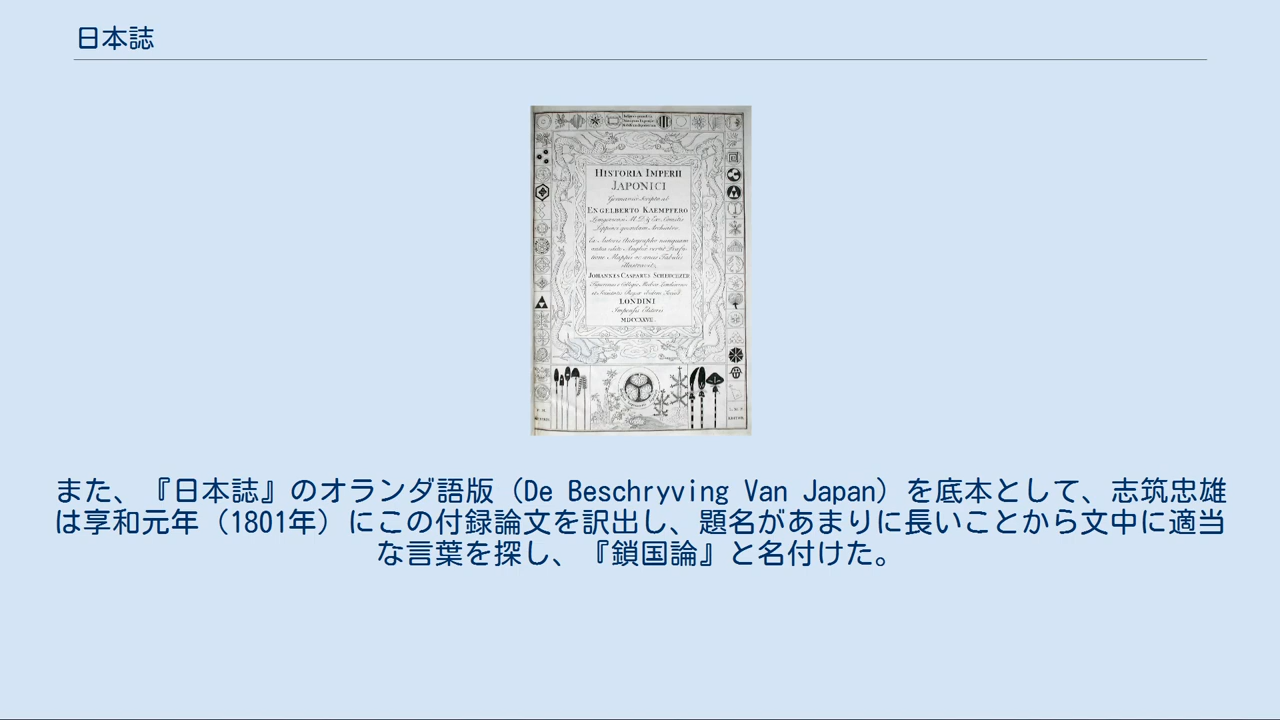 日本誌
HISTORIA IMPERII
JAPONICI
ENGELBERTO KAEMPFERO
JOHANNES CASPARUS SCHEUCHZER
LONDINI
また、『日本誌』のオランダ語版（De Beschryving Van Japan）を底本として、志筑忠雄
は享和元年（1801年）にこの付録論文を訳出し、題名があまりに長いことから文中に適当
な言葉を探し、『鎖国論』と名付けた。